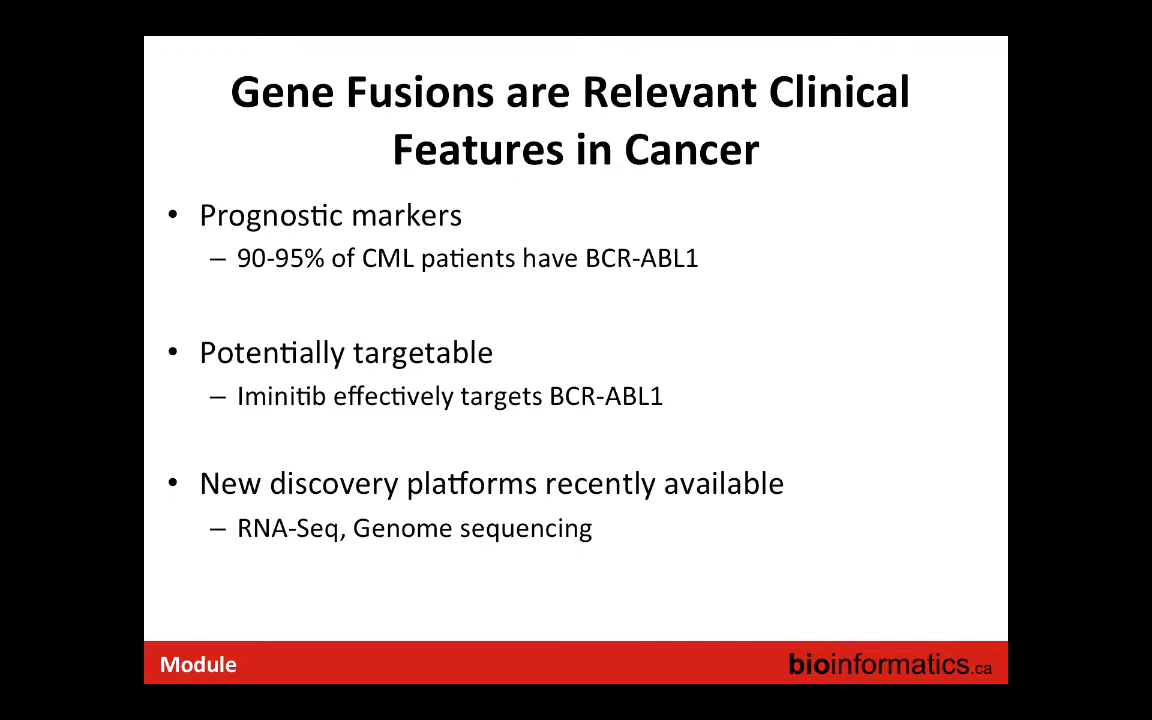 Gene Fusions are Relevant Clinical
Features in Cancer
• Prognostic markers
– 90-95% of CML patients have BCR-ABL1
• Potentially targetable
– Iminitib effectively targets BCR-ABL1
• New discovery platforms recently available
– RNA-Seq, Genome sequencing
Module
bioinformatics.ca